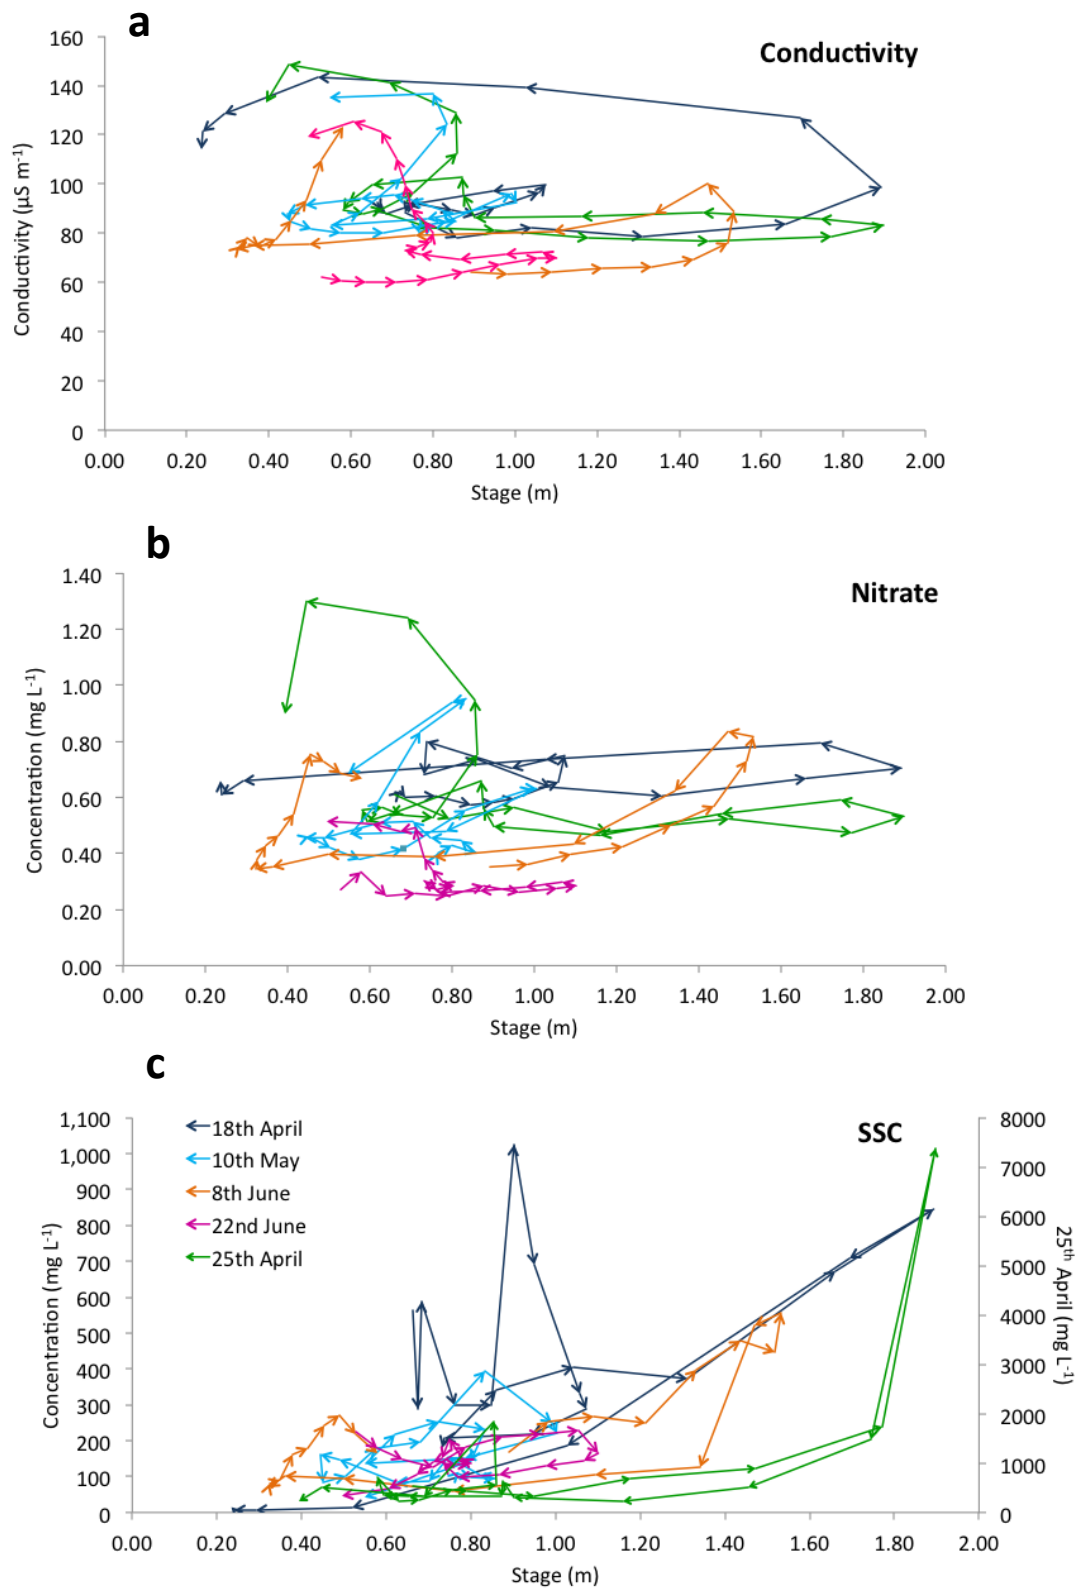 a
Conductivity
160
140
120
100
80
60
40
20
0
Conductivity (µS m-1)
0.00 0.20 0.40 0.60 0.80 1.00 1.20 1.40 1.60 1.80 2.00
Stage (m)
b
Nitrate
1.40
1.20
1.00
0.80
0.60
0.40
0.20
0.00
Concentration (mg L-1)
0.00 0.20 0.40 0.60 0.80 1.00 1.20 1.40 1.60 1.80 2.00
Stage (m)
c
SSC
18th April
10th May
8th June
22nd June
25th April
1,100
1,000
900
800
700
600
500
400
300
200
100
0
Concentration (mg L-1)
8000
7000
6000
5000
4000
3000
2000
1000
0
25th April (mg L-1)
0.00 0.20 0.40 0.60 0.80 1.00 1.20 1.40 1.60 1.80 2.00
Stage (m)